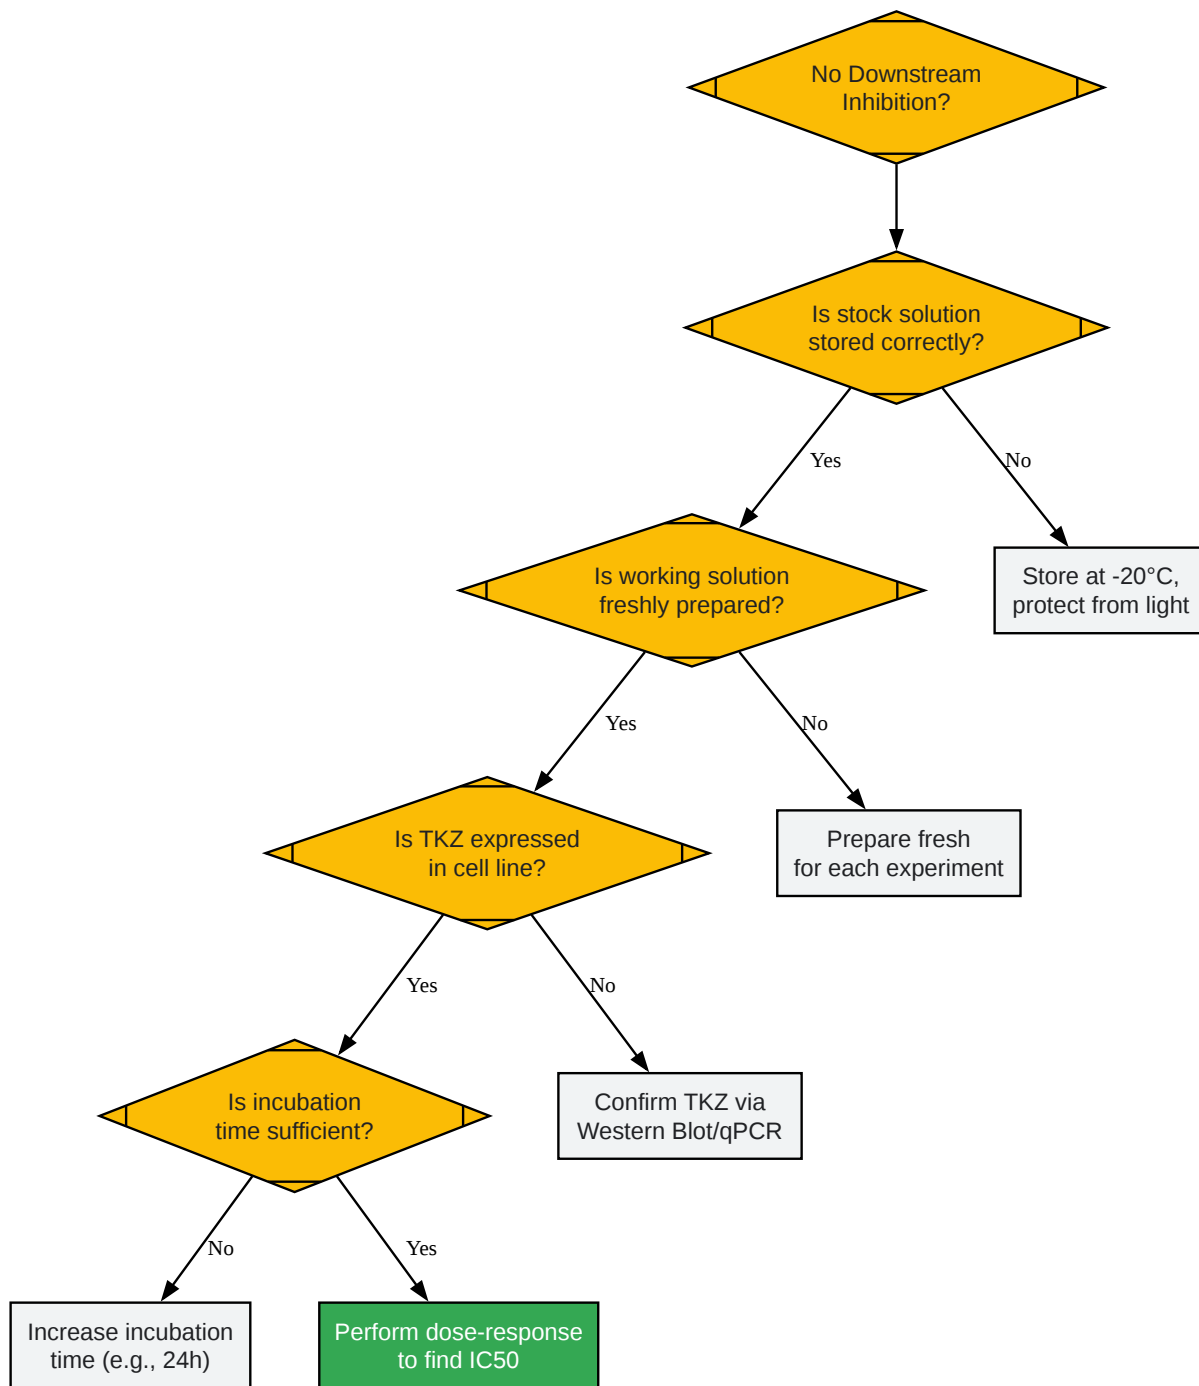 No Downstream
Inhibition?
Is stock solution
stored correctly?
Yes
No
Is working solution
freshly prepared?
Store at -20°C,
protect from light
Yes
No
Is TKZ expressed
in cell line?
Prepare fresh
for each experiment
Yes
No
Is incubation
time sufficient?
Confirm TKZ via
Western Blot/qPCR
No
Yes
Increase incubation
time (e.g., 24h)
Perform dose-response
to find IC50